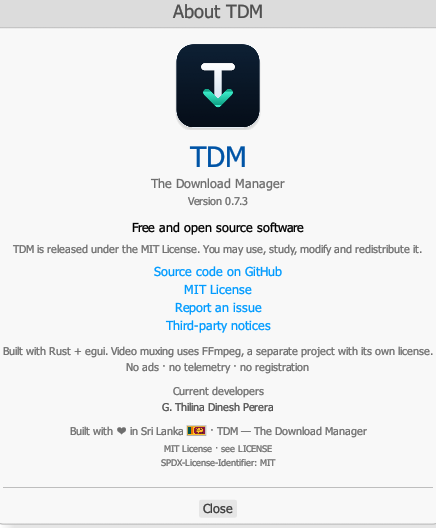 About TDM
T
TDM
The Download Manager
Version 0.7.3
Free and open source software
TDM is released under the MIT License. You may use, study, modify and redistribute it.
Source code on GitHub
MIT License
Report an issue
Third-party notices
Built with Rust + egui. Video muxing uses FFmpeg, a separate project with its own license.
No ads · no telemetry · no registration
Current developers
G. Thilina Dinesh Perera
Built with ❤ in Sri Lanka 🇱🇰 · TDM — The Download Manager
MIT License · see LICENSE
SPDX-License-Identifier: MIT
Close